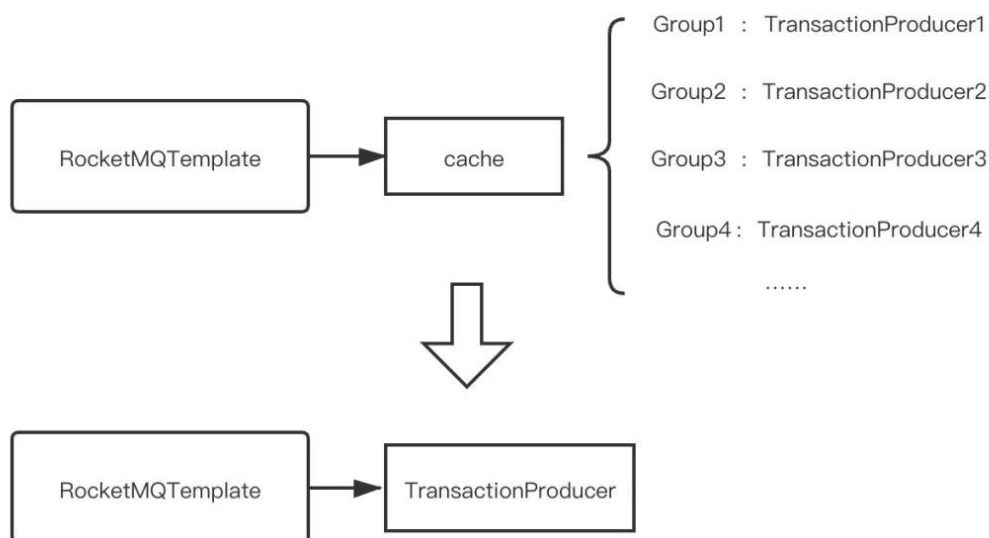 Group1 : TransactionProducer1
Group2 : TransactionProducer2
RocketMQTemplate
cache
Group3 : TransactionProducer3
Group4 : TransactionProducer4
……
RocketMQTemplate
TransactionProducer